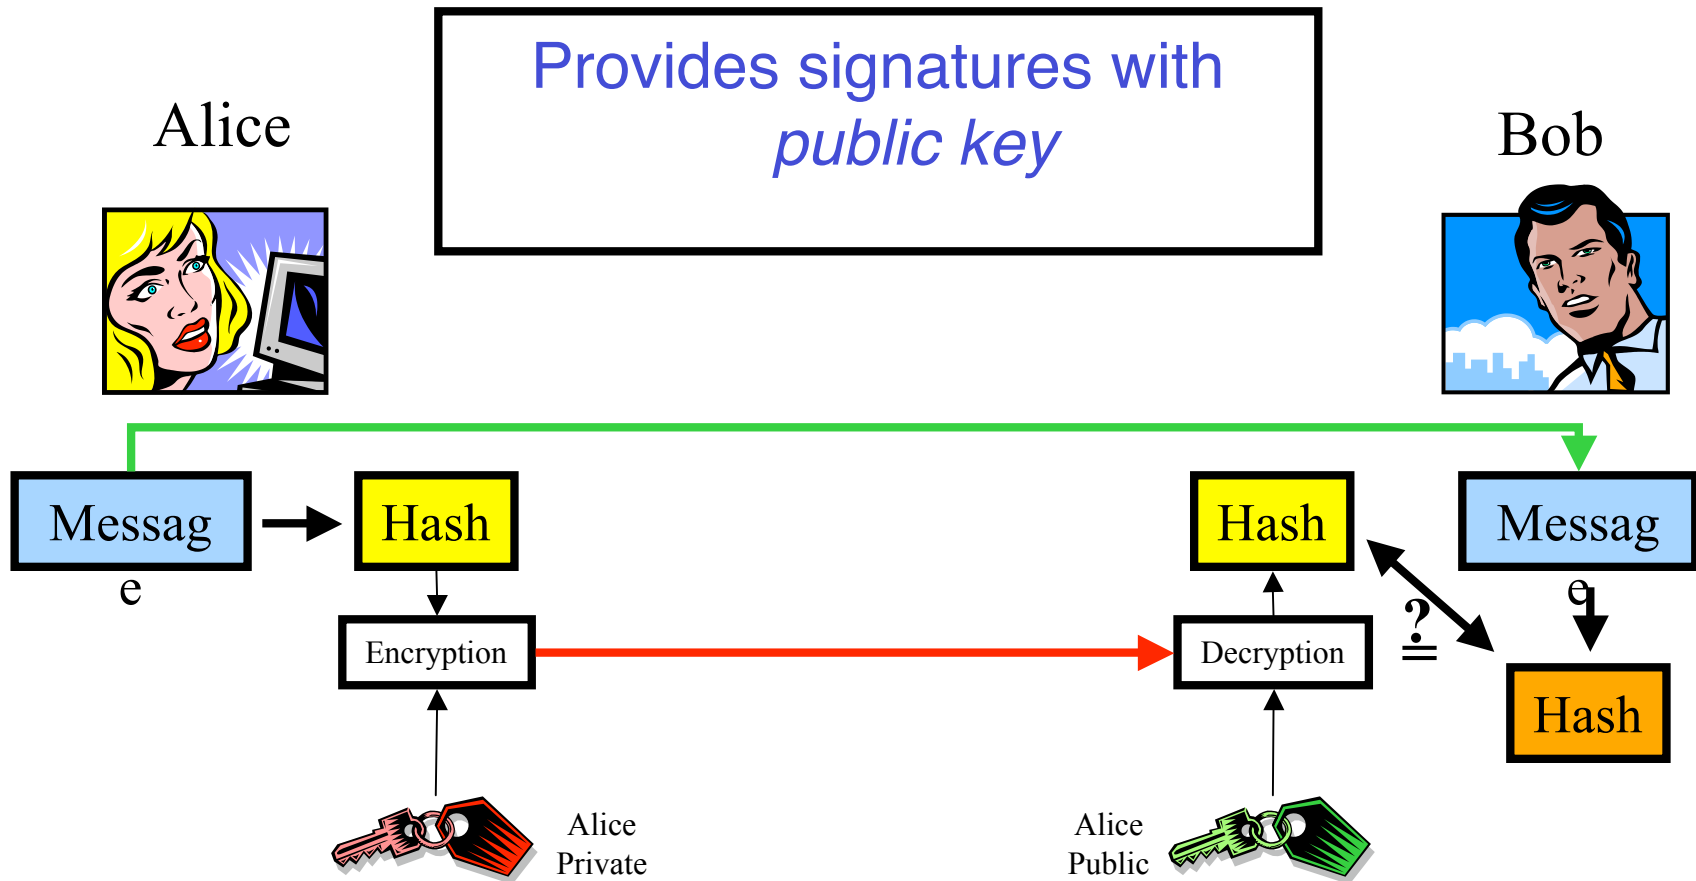 Provides signatures with
public key
Alice
Bob
Messag
e
Hash
Hash
Messag
e
Encryption
Decryption
?
=
Hash
Alice
Private
Alice
Public